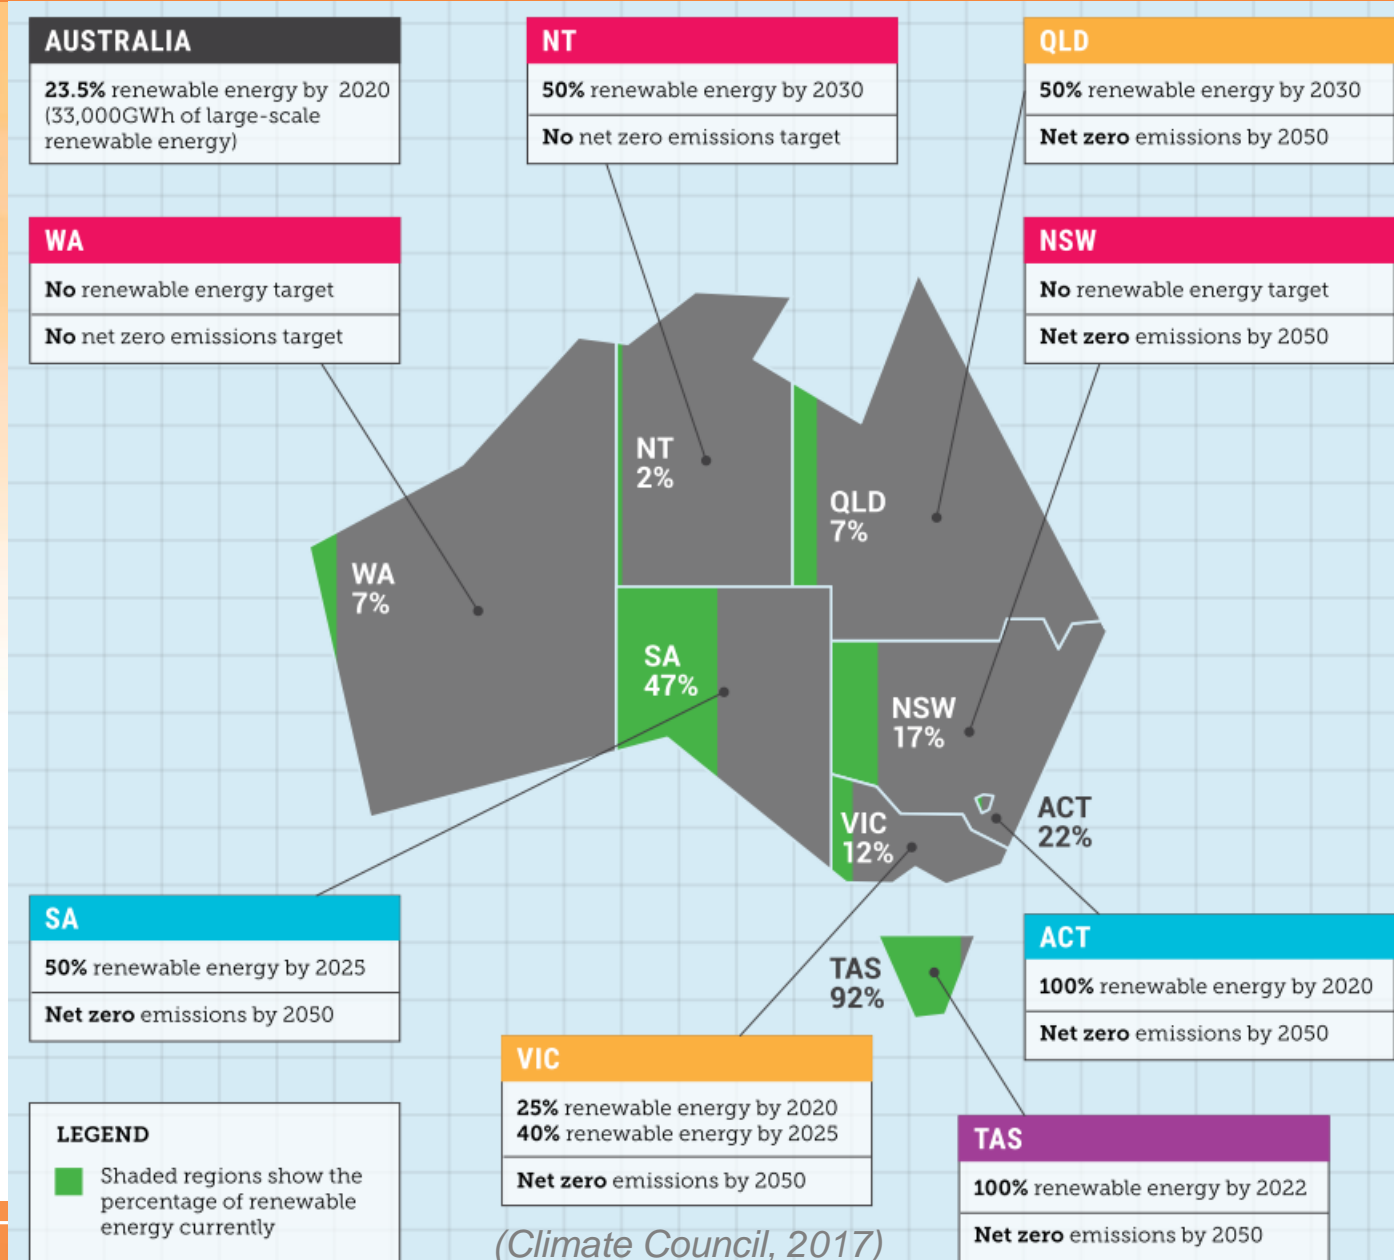 AUSTRALIA
23.5% renewable energy by 2020
(33,000GWh of large-scale
renewable energy)
NT
50% renewable energy by 2030
No net zero emissions target
QLD
50% renewable energy by 2030
Net zero emissions by 2050
WA
No renewable energy target
No net zero emissions target
NSW
No renewable energy target
Net zero emissions by 2050
NT
2%
QLD
7%
WA
7%
SA
47%
NSW
17%
VIC
12%
ACT
22%
TAS
92%
SA
50% renewable energy by 2025
Net zero emissions by 2050
ACT
100% renewable energy by 2020
Net zero emissions by 2050
VIC
25% renewable energy by 2020
40% renewable energy by 2025
Net zero emissions by 2050
TAS
100% renewable energy by 2022
Net zero emissions by 2050
LEGEND
Shaded regions show the
percentage of renewable
energy currently
(Climate Council, 2017)